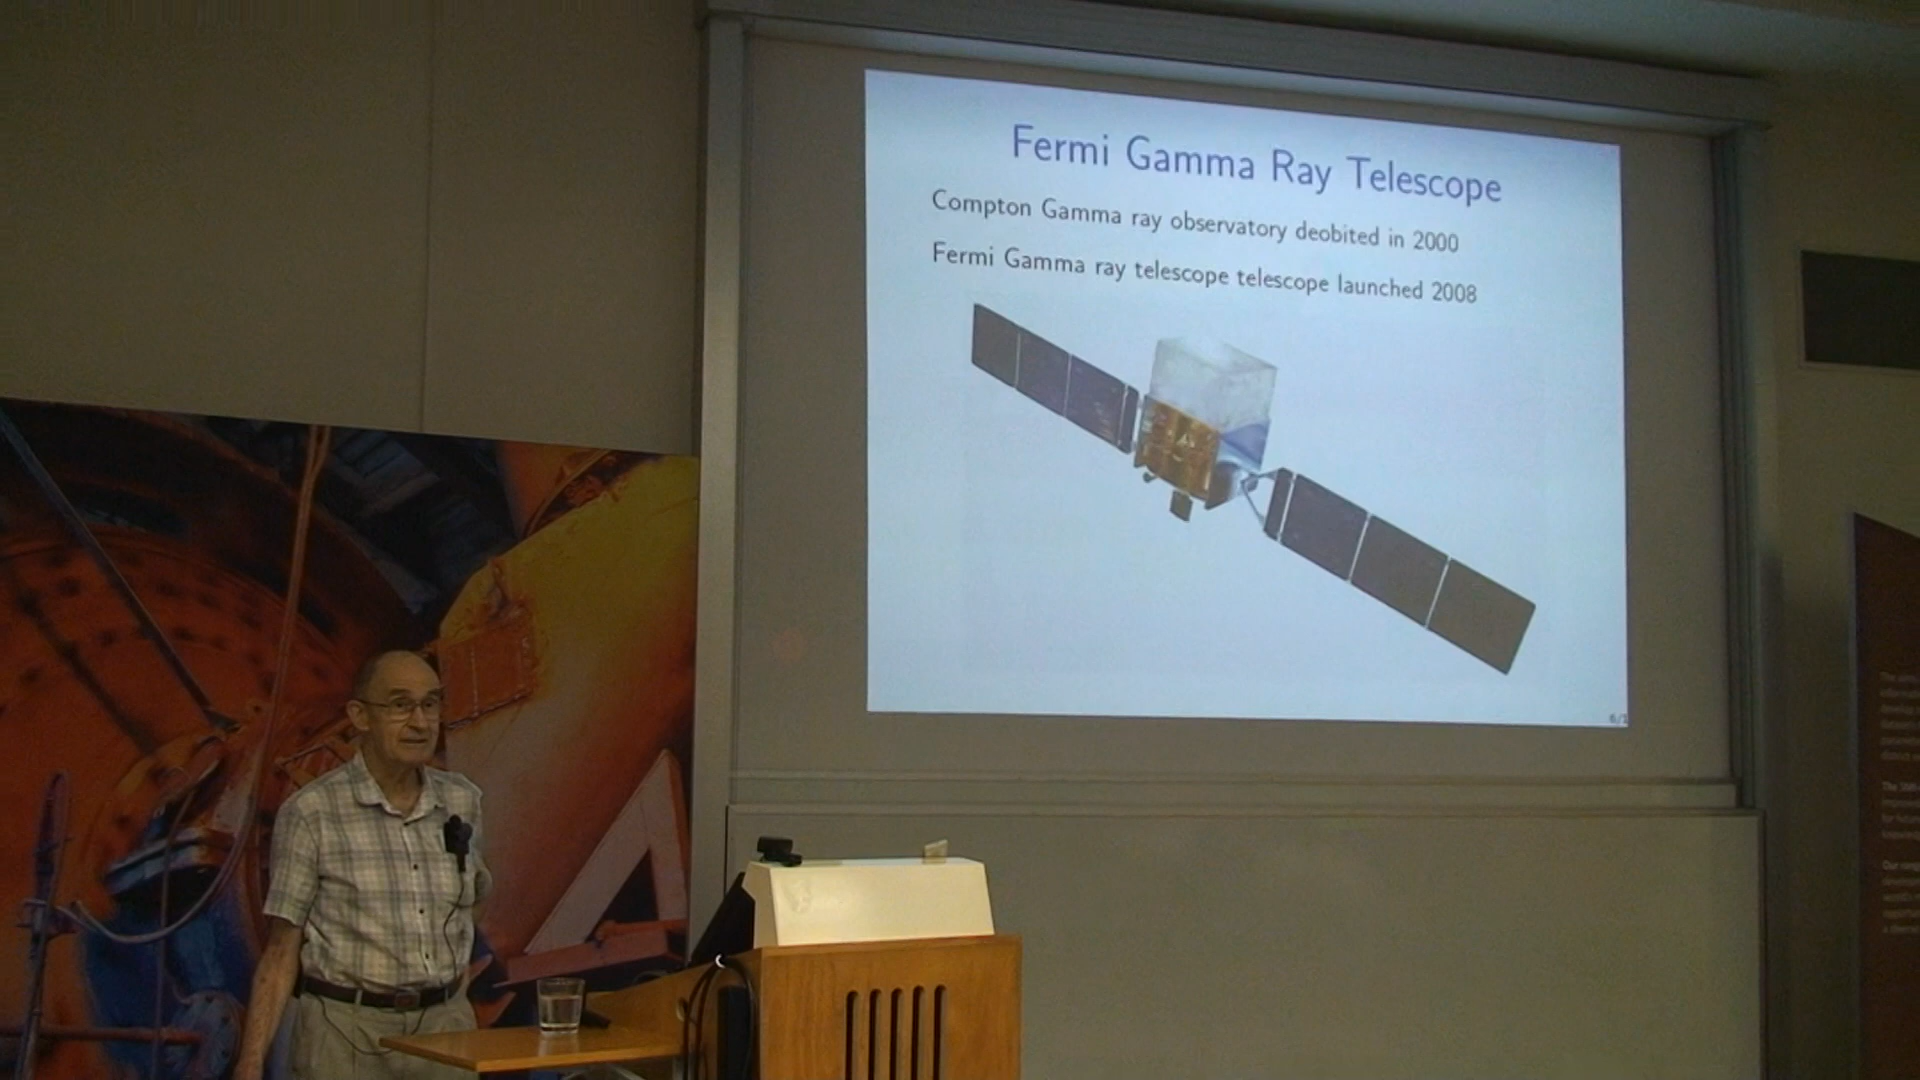 Fermi Gamma Ray Telescope
Compton Gamma ray observatory deobited in 2000
Fermi Gamma ray telescope telescope launched 2008